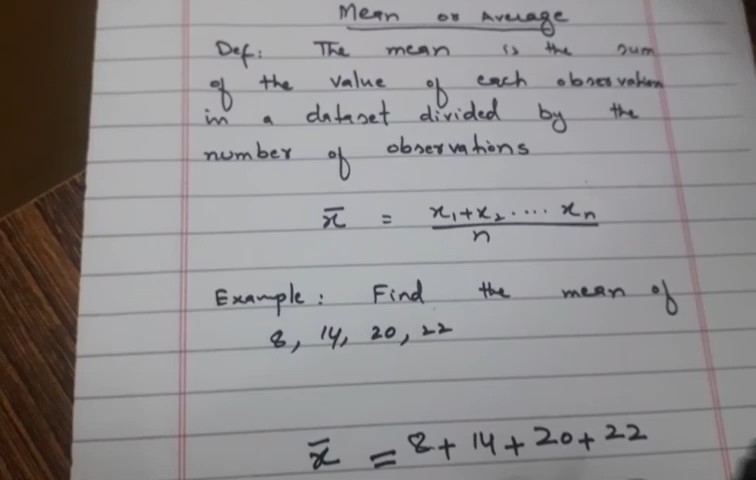 Mean or Average
Def: The mean is the sum
of the value of each observation
in a dataset divided by the
number of observations
x̄ = x₁+x₂....xₙ
n
Example: Find the mean of
8, 14, 20, 22
x̄ = 8+14+20+22